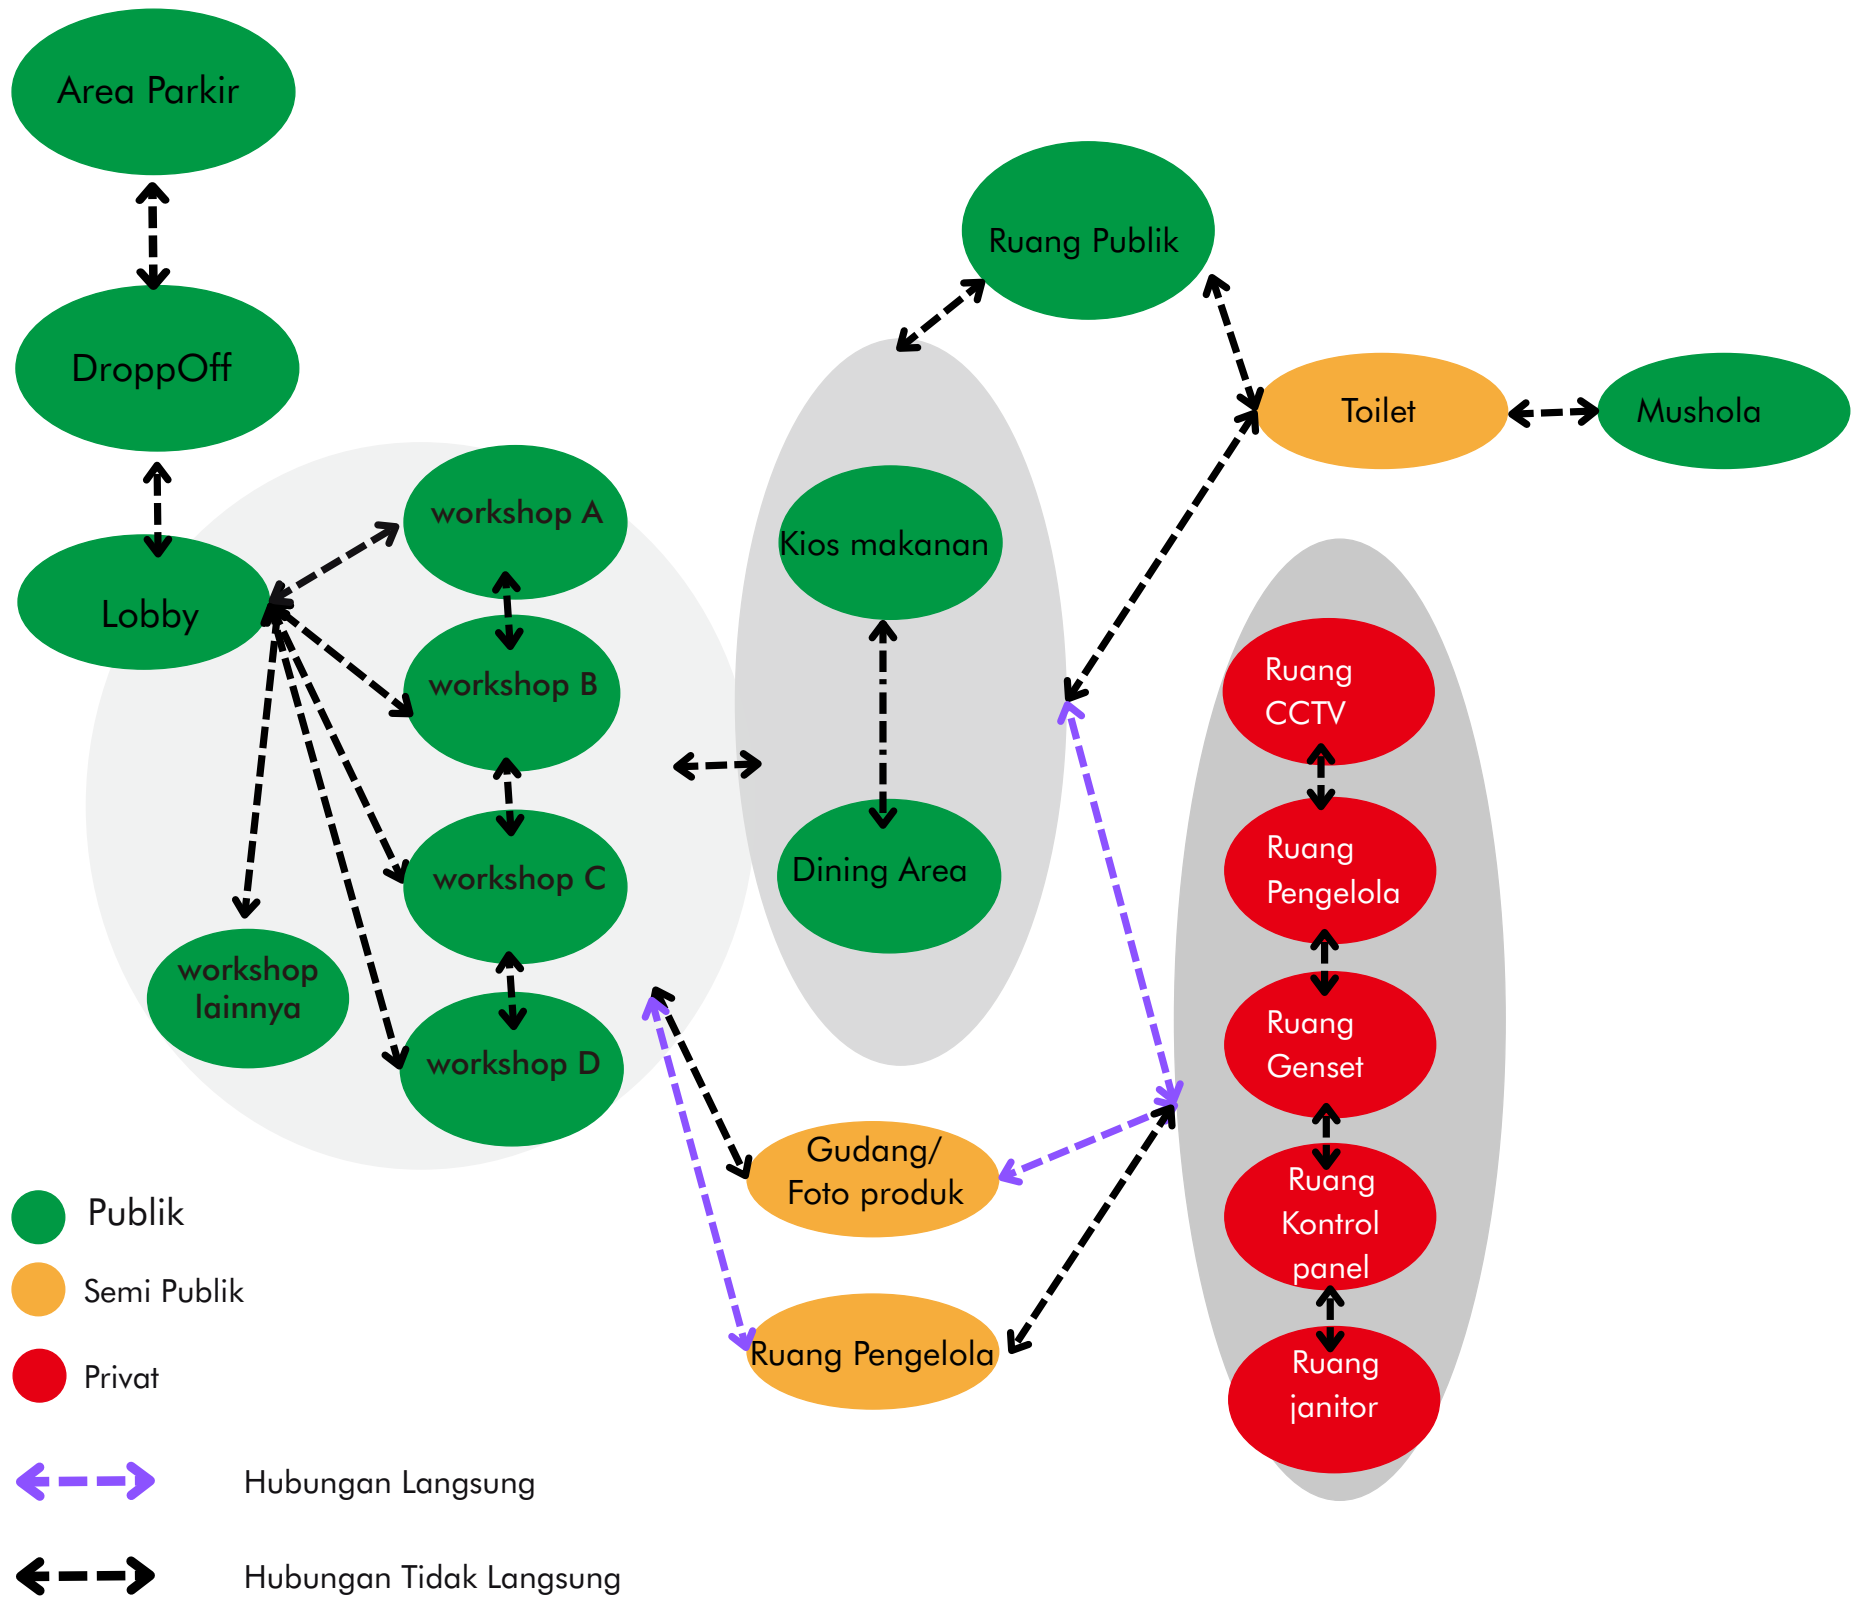 Area Parkir
DroppOff
Lobby
workshop A
workshop B
workshop C
workshop D
workshop
lainnya
Kios makanan
Dining Area
Ruang Publik
Toilet
Mushola
Ruang
CCTV
Ruang
Pengelola
Ruang
Genset
Ruang
Kontrol
panel
Ruang
janitor
Gudang/
Foto produk
Ruang Pengelola
Publik
Semi Publik
Privat
Hubungan Langsung
Hubungan Tidak Langsung